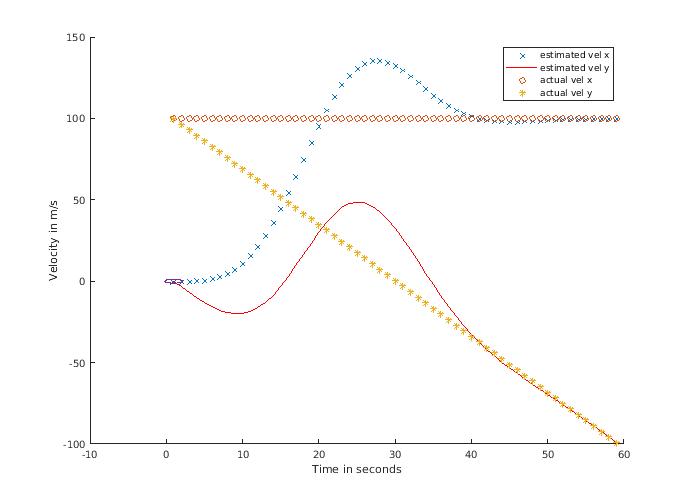 150
100
50
0
-50
-100
-10
0
10
20
30
40
50
60
Velocity in m/s
Time in seconds
estimated vel x
estimated vel y
actual vel x
actual vel y